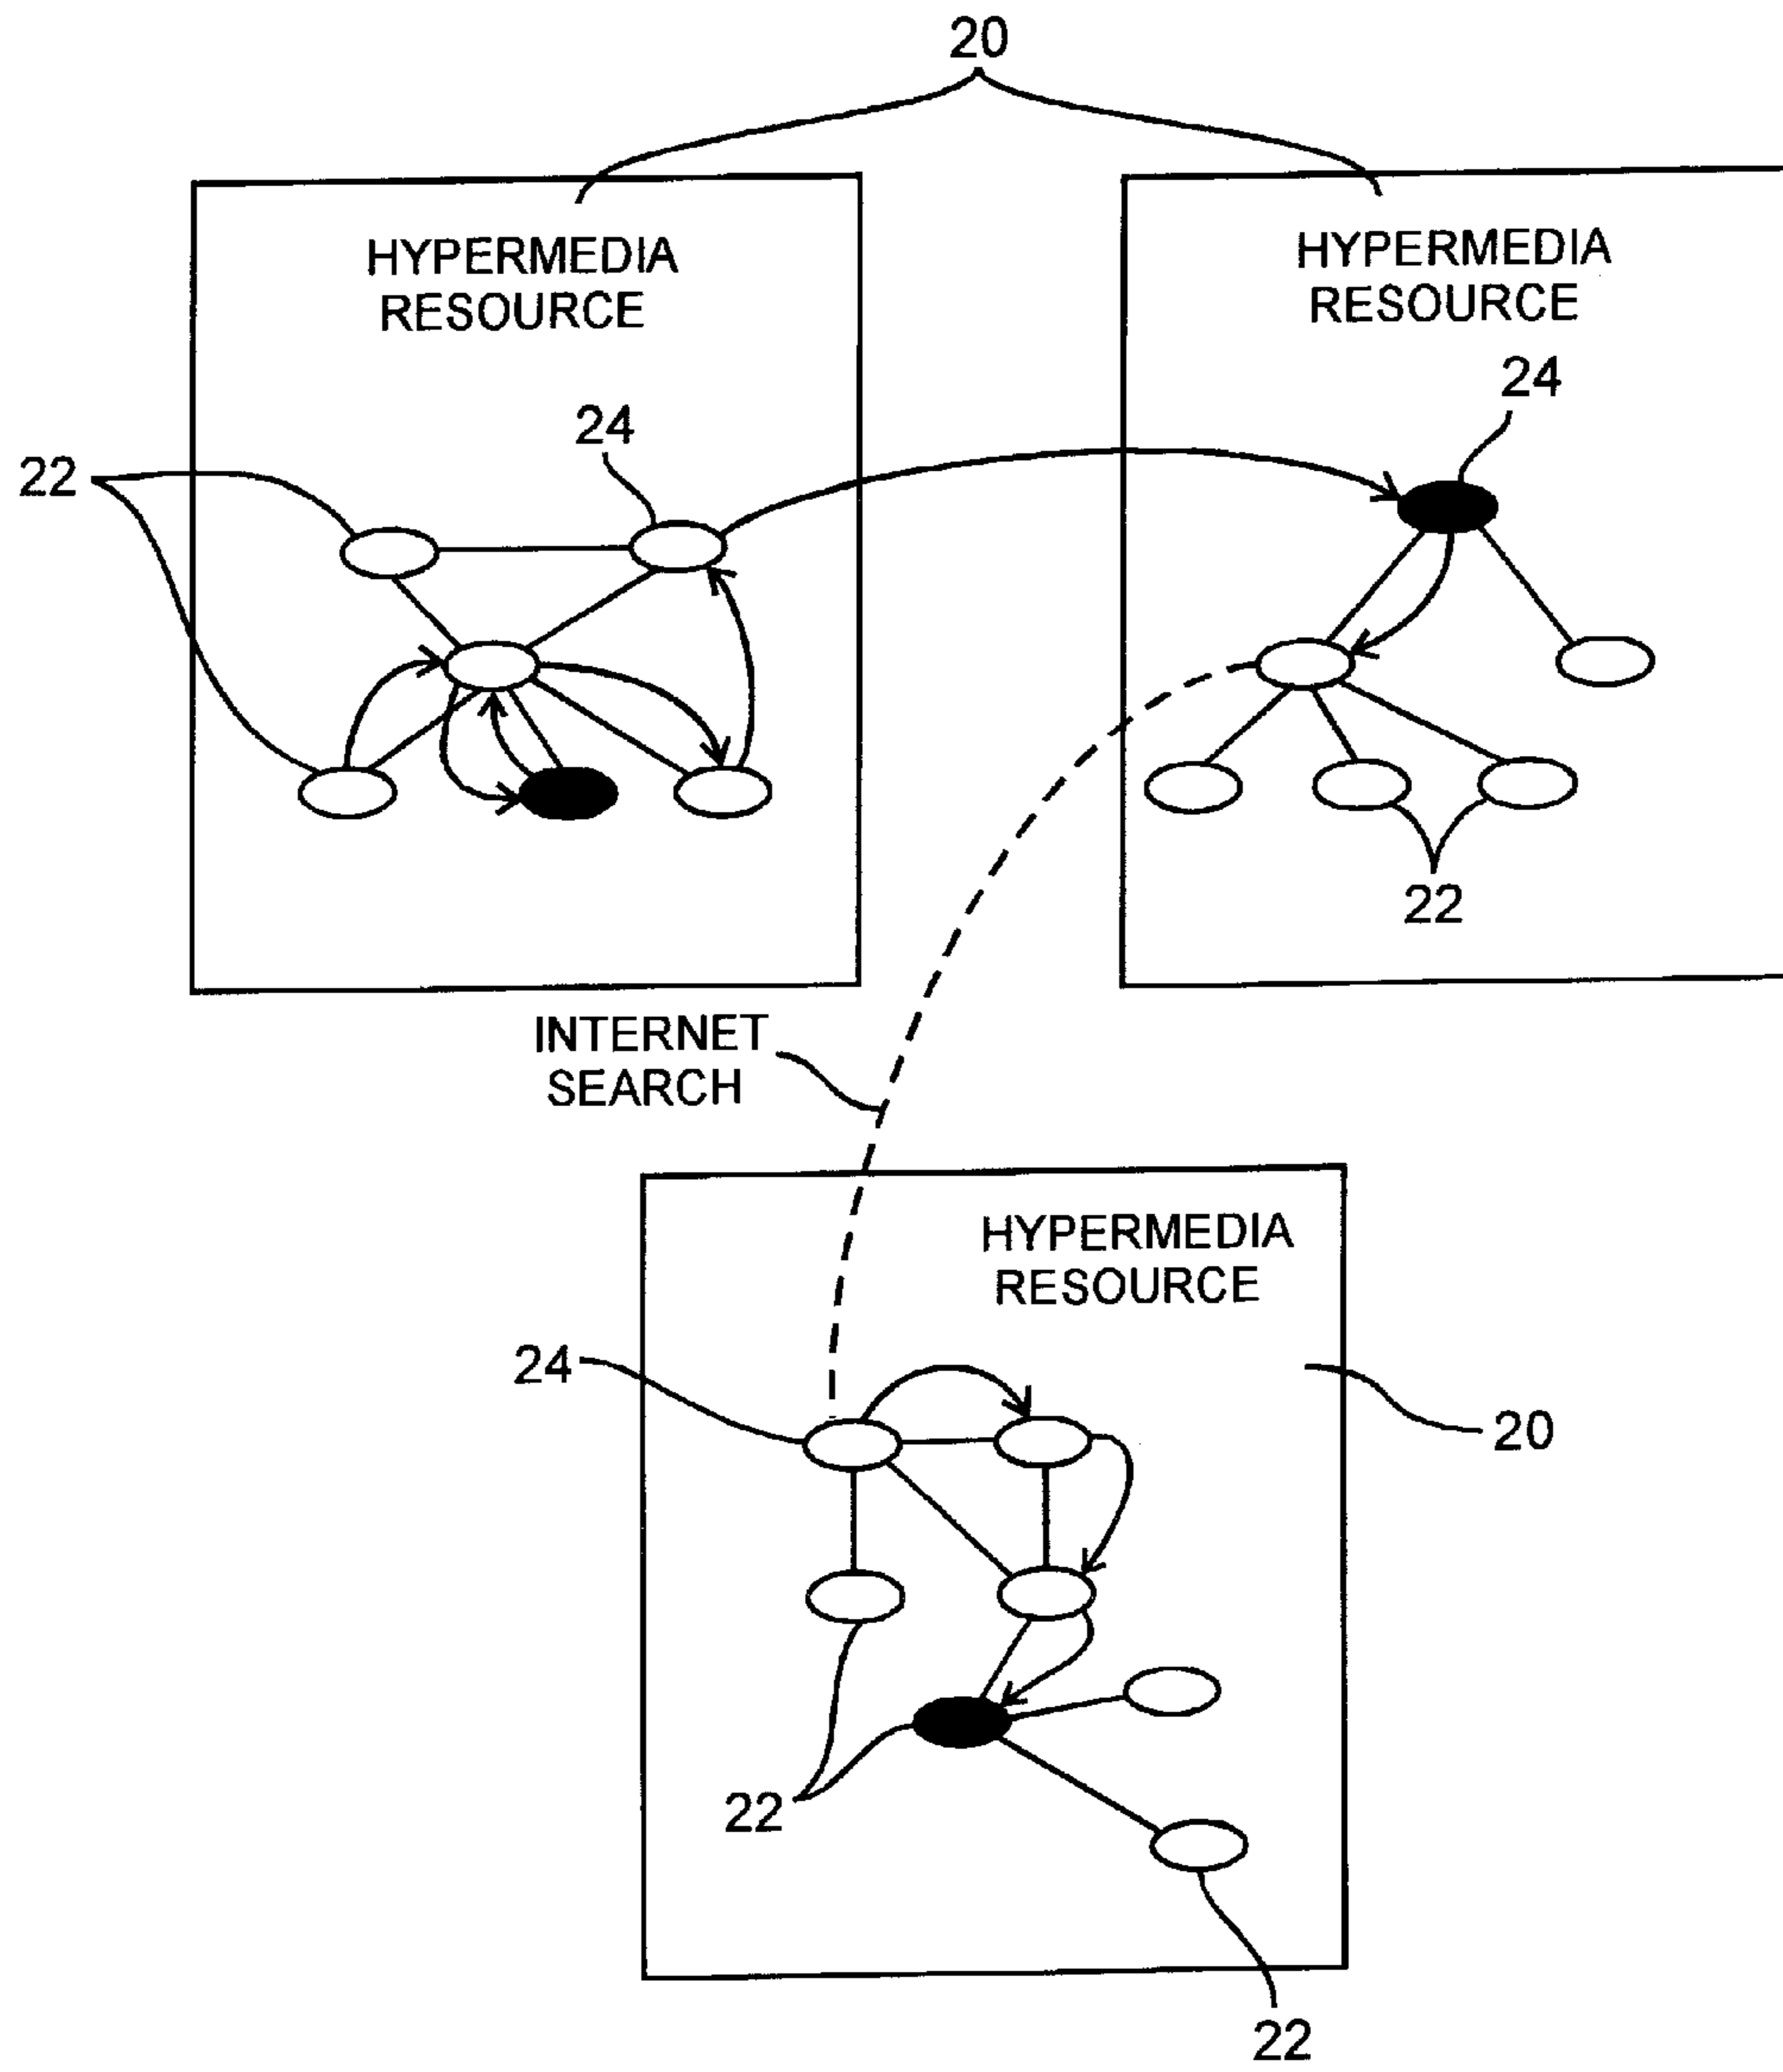 20
HYPERMEDIA
RESOURCE
HYPERMEDIA
RESOURCE
24
24
22
22
INTERNET
SEARCH
HYPERMEDIA
RESOURCE
24
20
22
22